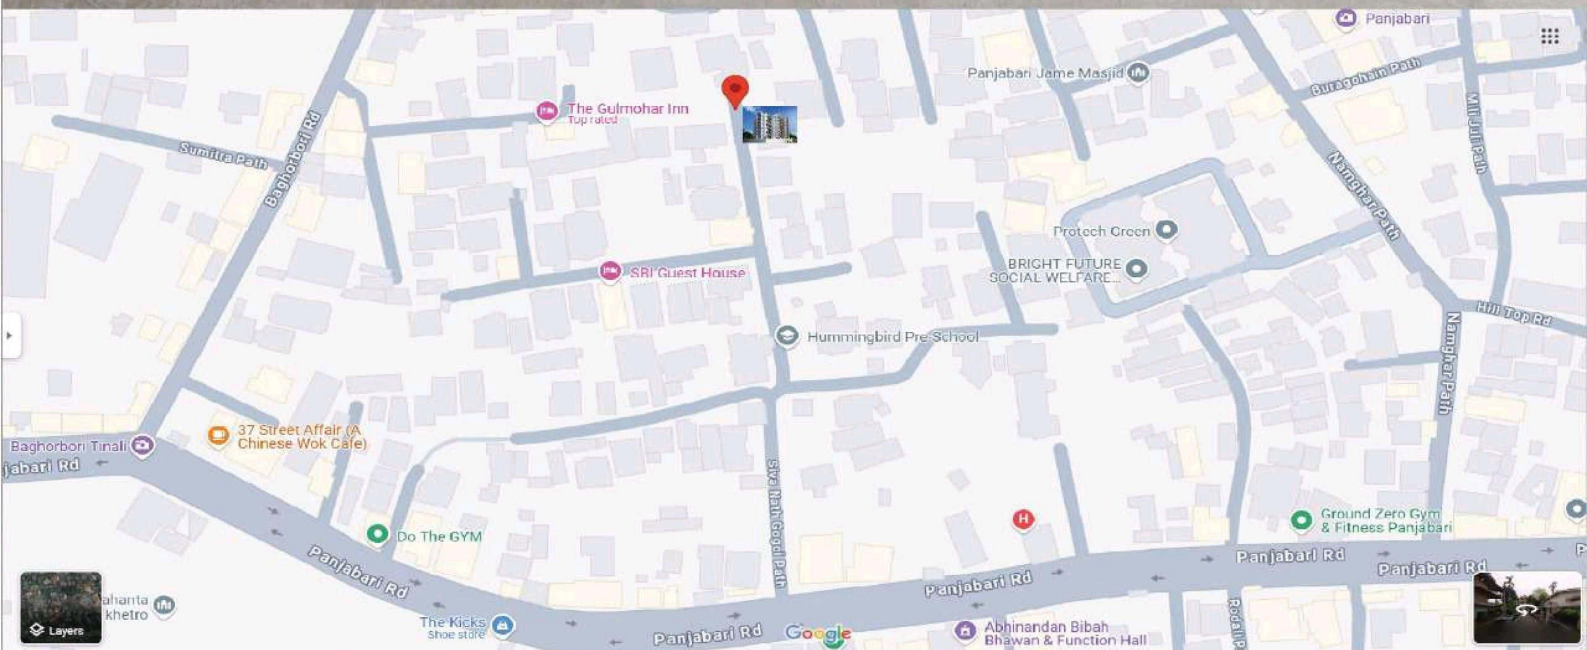 Panjabari
Panjabari Jame Masjid
Buragohain Path
The Gulmohar Inn
Top rated
Baghorbori Rd
Sumitra Path
Mili Juli Path
Namghar Path
Protech Green
BRIGHT FUTURE
SOCIAL WELFARE...
SBI Guest House
Hill Top Rd
Hummingbird Pre School
Namghar Path
37 Street Affair (A
Chinese Wok Cafe)
Baghorbori Tinali
jabari Rd
Siva Nath Gogoi Path
H
Ground Zero Gym
& Fitness Panjabari
Do The GYM
Panjabari Rd
Panjabari Rd
Panjabari Rd
Panjabari Rd
P
ahanta
khetro
Layers
The Kicks
Shoe store
Panjabari Rd
Google
Abhinandan Bibah
Bhawan & Function Hall